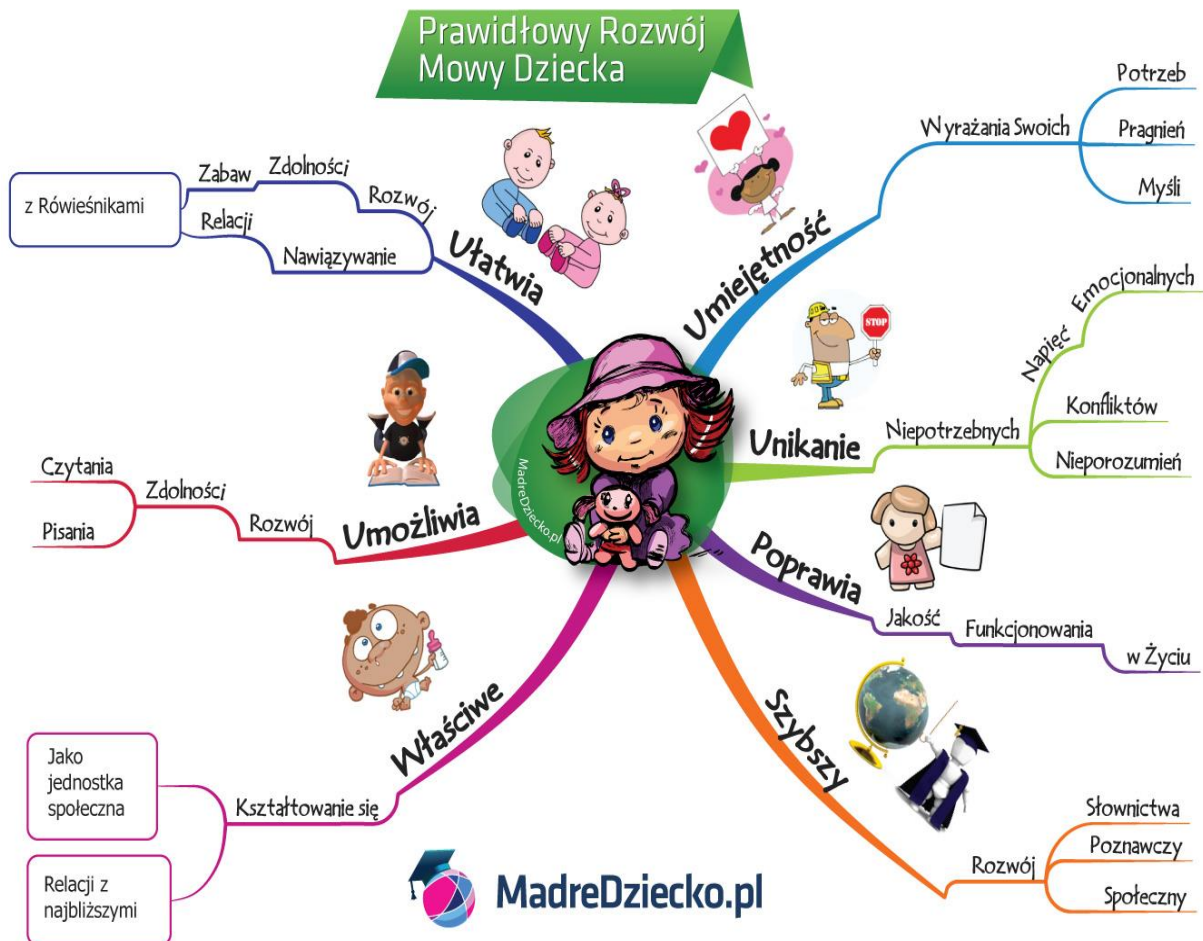 Prawidłowy Rozwój
Mowy Dziecka
Umiejętność
Wyrażania Swoich
Potrzeb
Pragnień
Myśli
STOP
Unikanie
Niepotrzebnych
Napięć
Emocjonalnych
Konfliktów
Nieporozumień
Poprawia
Jakość
Funkcjonowania
w Życiu
Szybszy
Rozwój
Słownictwa
Poznawczy
Społeczny
Właściwe
Kształtowanie się
Jako
jednostka
społeczna
Relacji z
najbliższymi
Umożliwia
Rozwój
Zdolności
Czytania
Pisania
Ułatwia
Rozwój
Zdolności
Zabaw
Nawiązywanie
Relacji
z Rówieśnikami
MadreDziecko.pl
MadreDziecko.pl